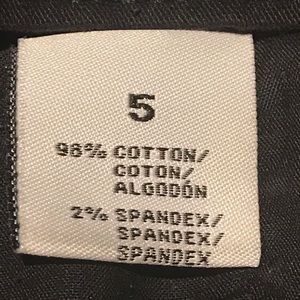 5
98% COTTON/
COTON/
ALGODÓN
2% SPANDEX/
SPANDEX/
SPANDEX